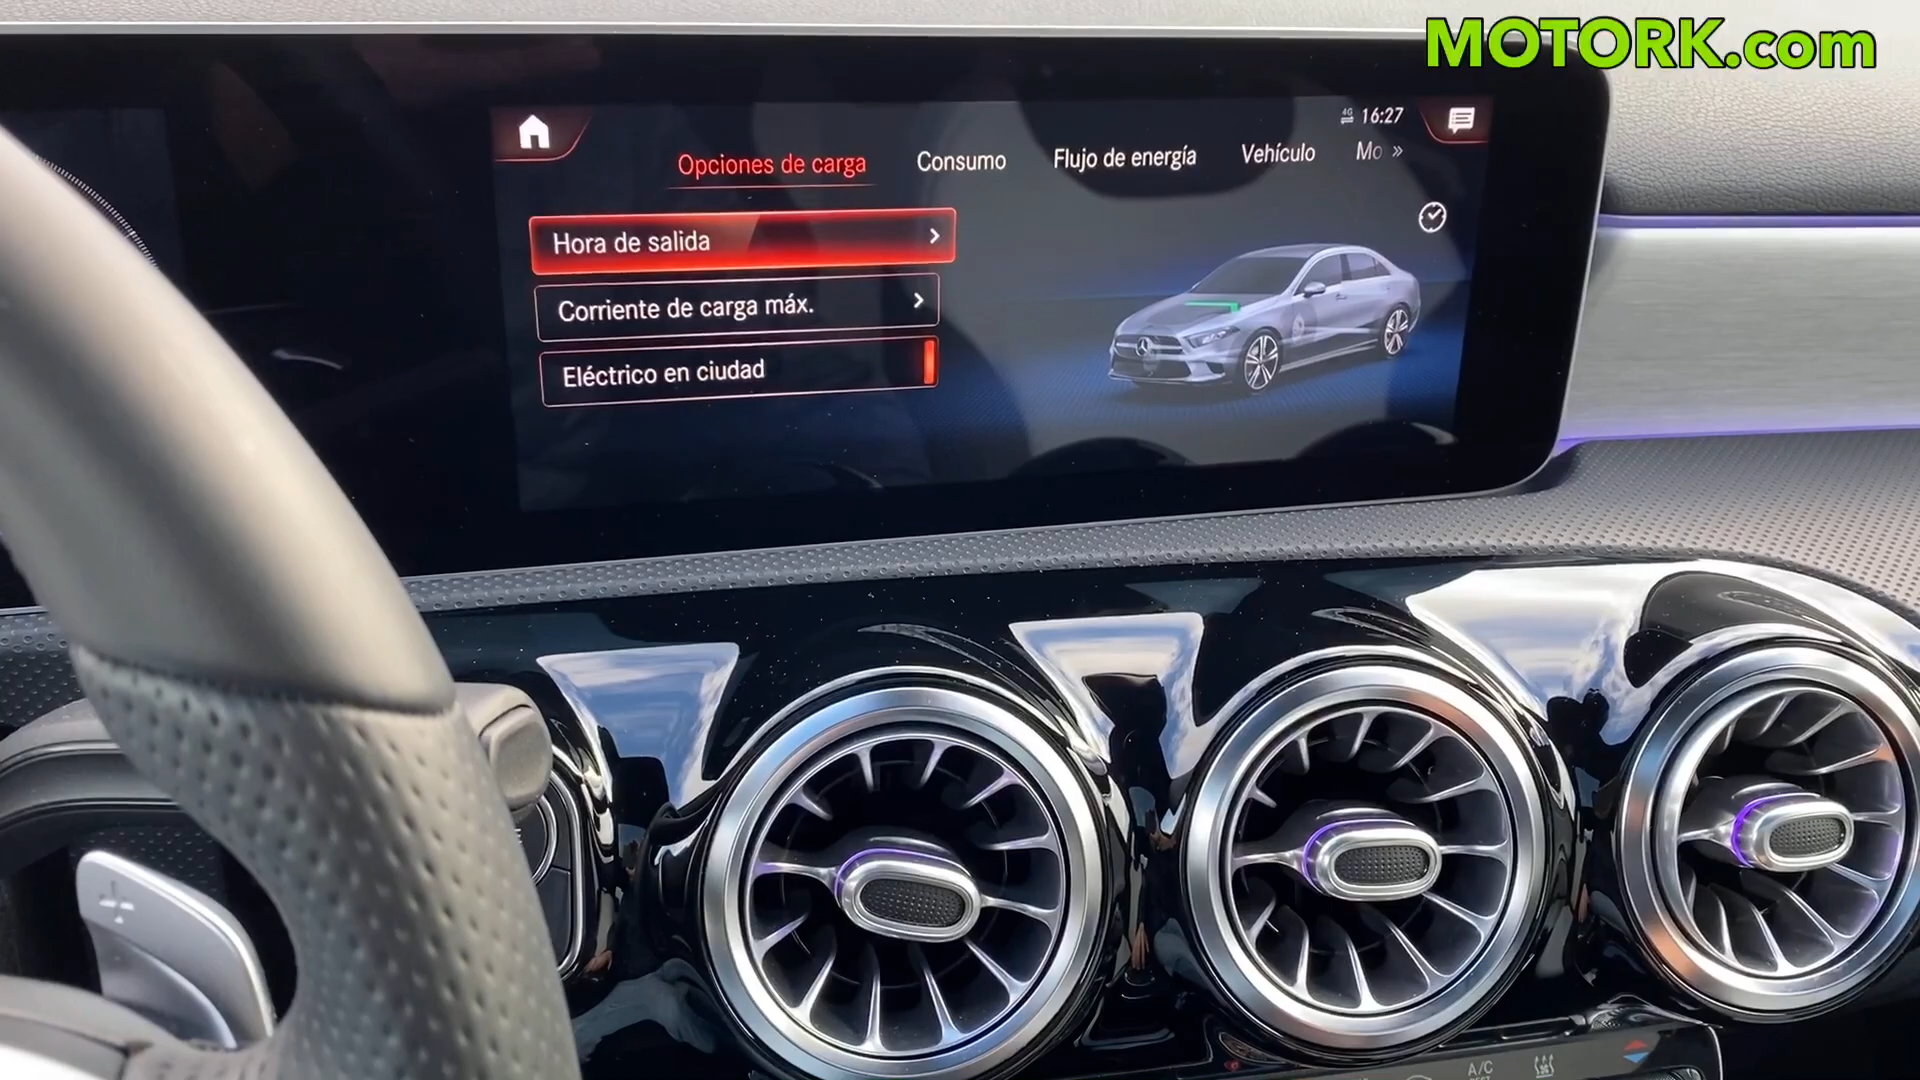 MOTORK.com
4G 16:27
Opciones de carga Consumo Flujo de energía Vehículo Mo »
Hora de salida
Corriente de carga máx.
Eléctrico en ciudad
A/C